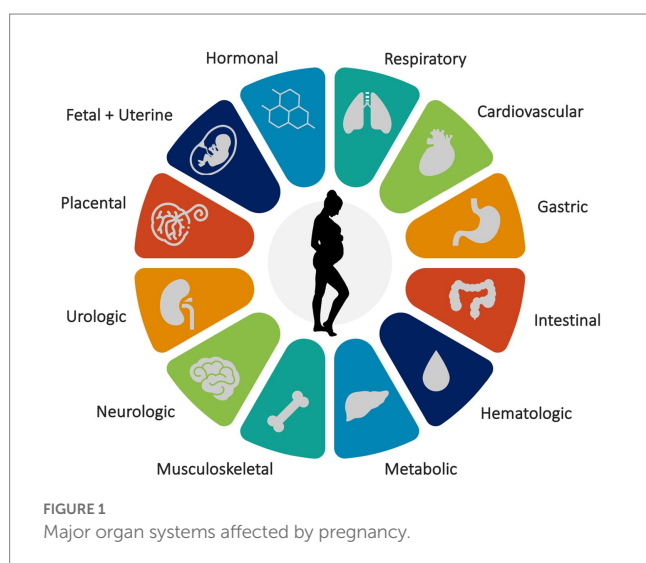 Hormonal
Respiratory
Fetal + Uterine
Cardiovascular
Placental
Gastric
Urologic
Intestinal
Neurologic
Hematologic
Musculoskeletal
Metabolic
FIGURE 1
Major organ systems affected by pregnancy.